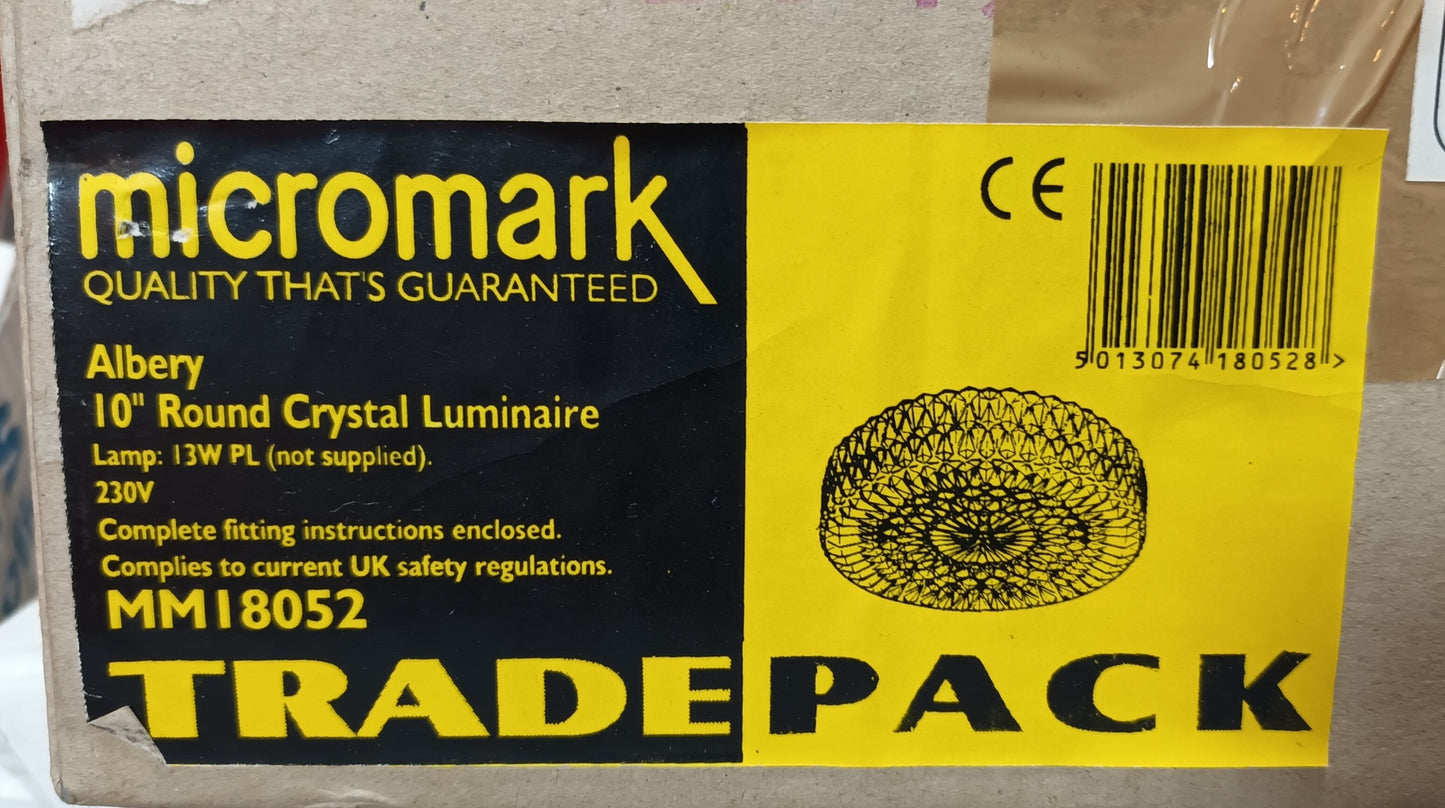 micromark
QUALITY THAT'S GUARANTEED
Albery
10" Round Crystal Luminaire
Lamp: 13W PL (not supplied).
230V
Complete fitting instructions enclosed.
Complies to current UK safety regulations.
MM18052
TRADE PACK
CE
5 013074 180528 >